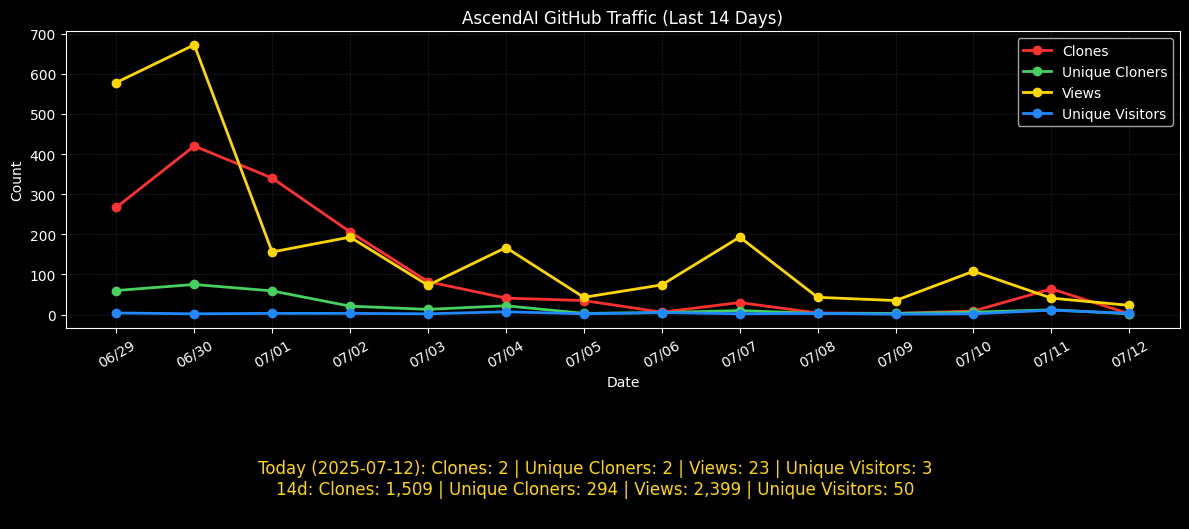 AscendAI GitHub Traffic (Last 14 Days)
700
600
500
400
300
200
100
0
Count
Clones
Unique Cloners
Views
Unique Visitors
06/29
06/30
07/01
07/02
07/03
07/04
07/05
07/06
07/07
07/08
07/09
07/10
07/11
07/12
Date
Today (2025-07-12): Clones: 2 | Unique Cloners: 2 | Views: 23 | Unique Visitors: 3
14d: Clones: 1,509 | Unique Cloners: 294 | Views: 2,399 | Unique Visitors: 50